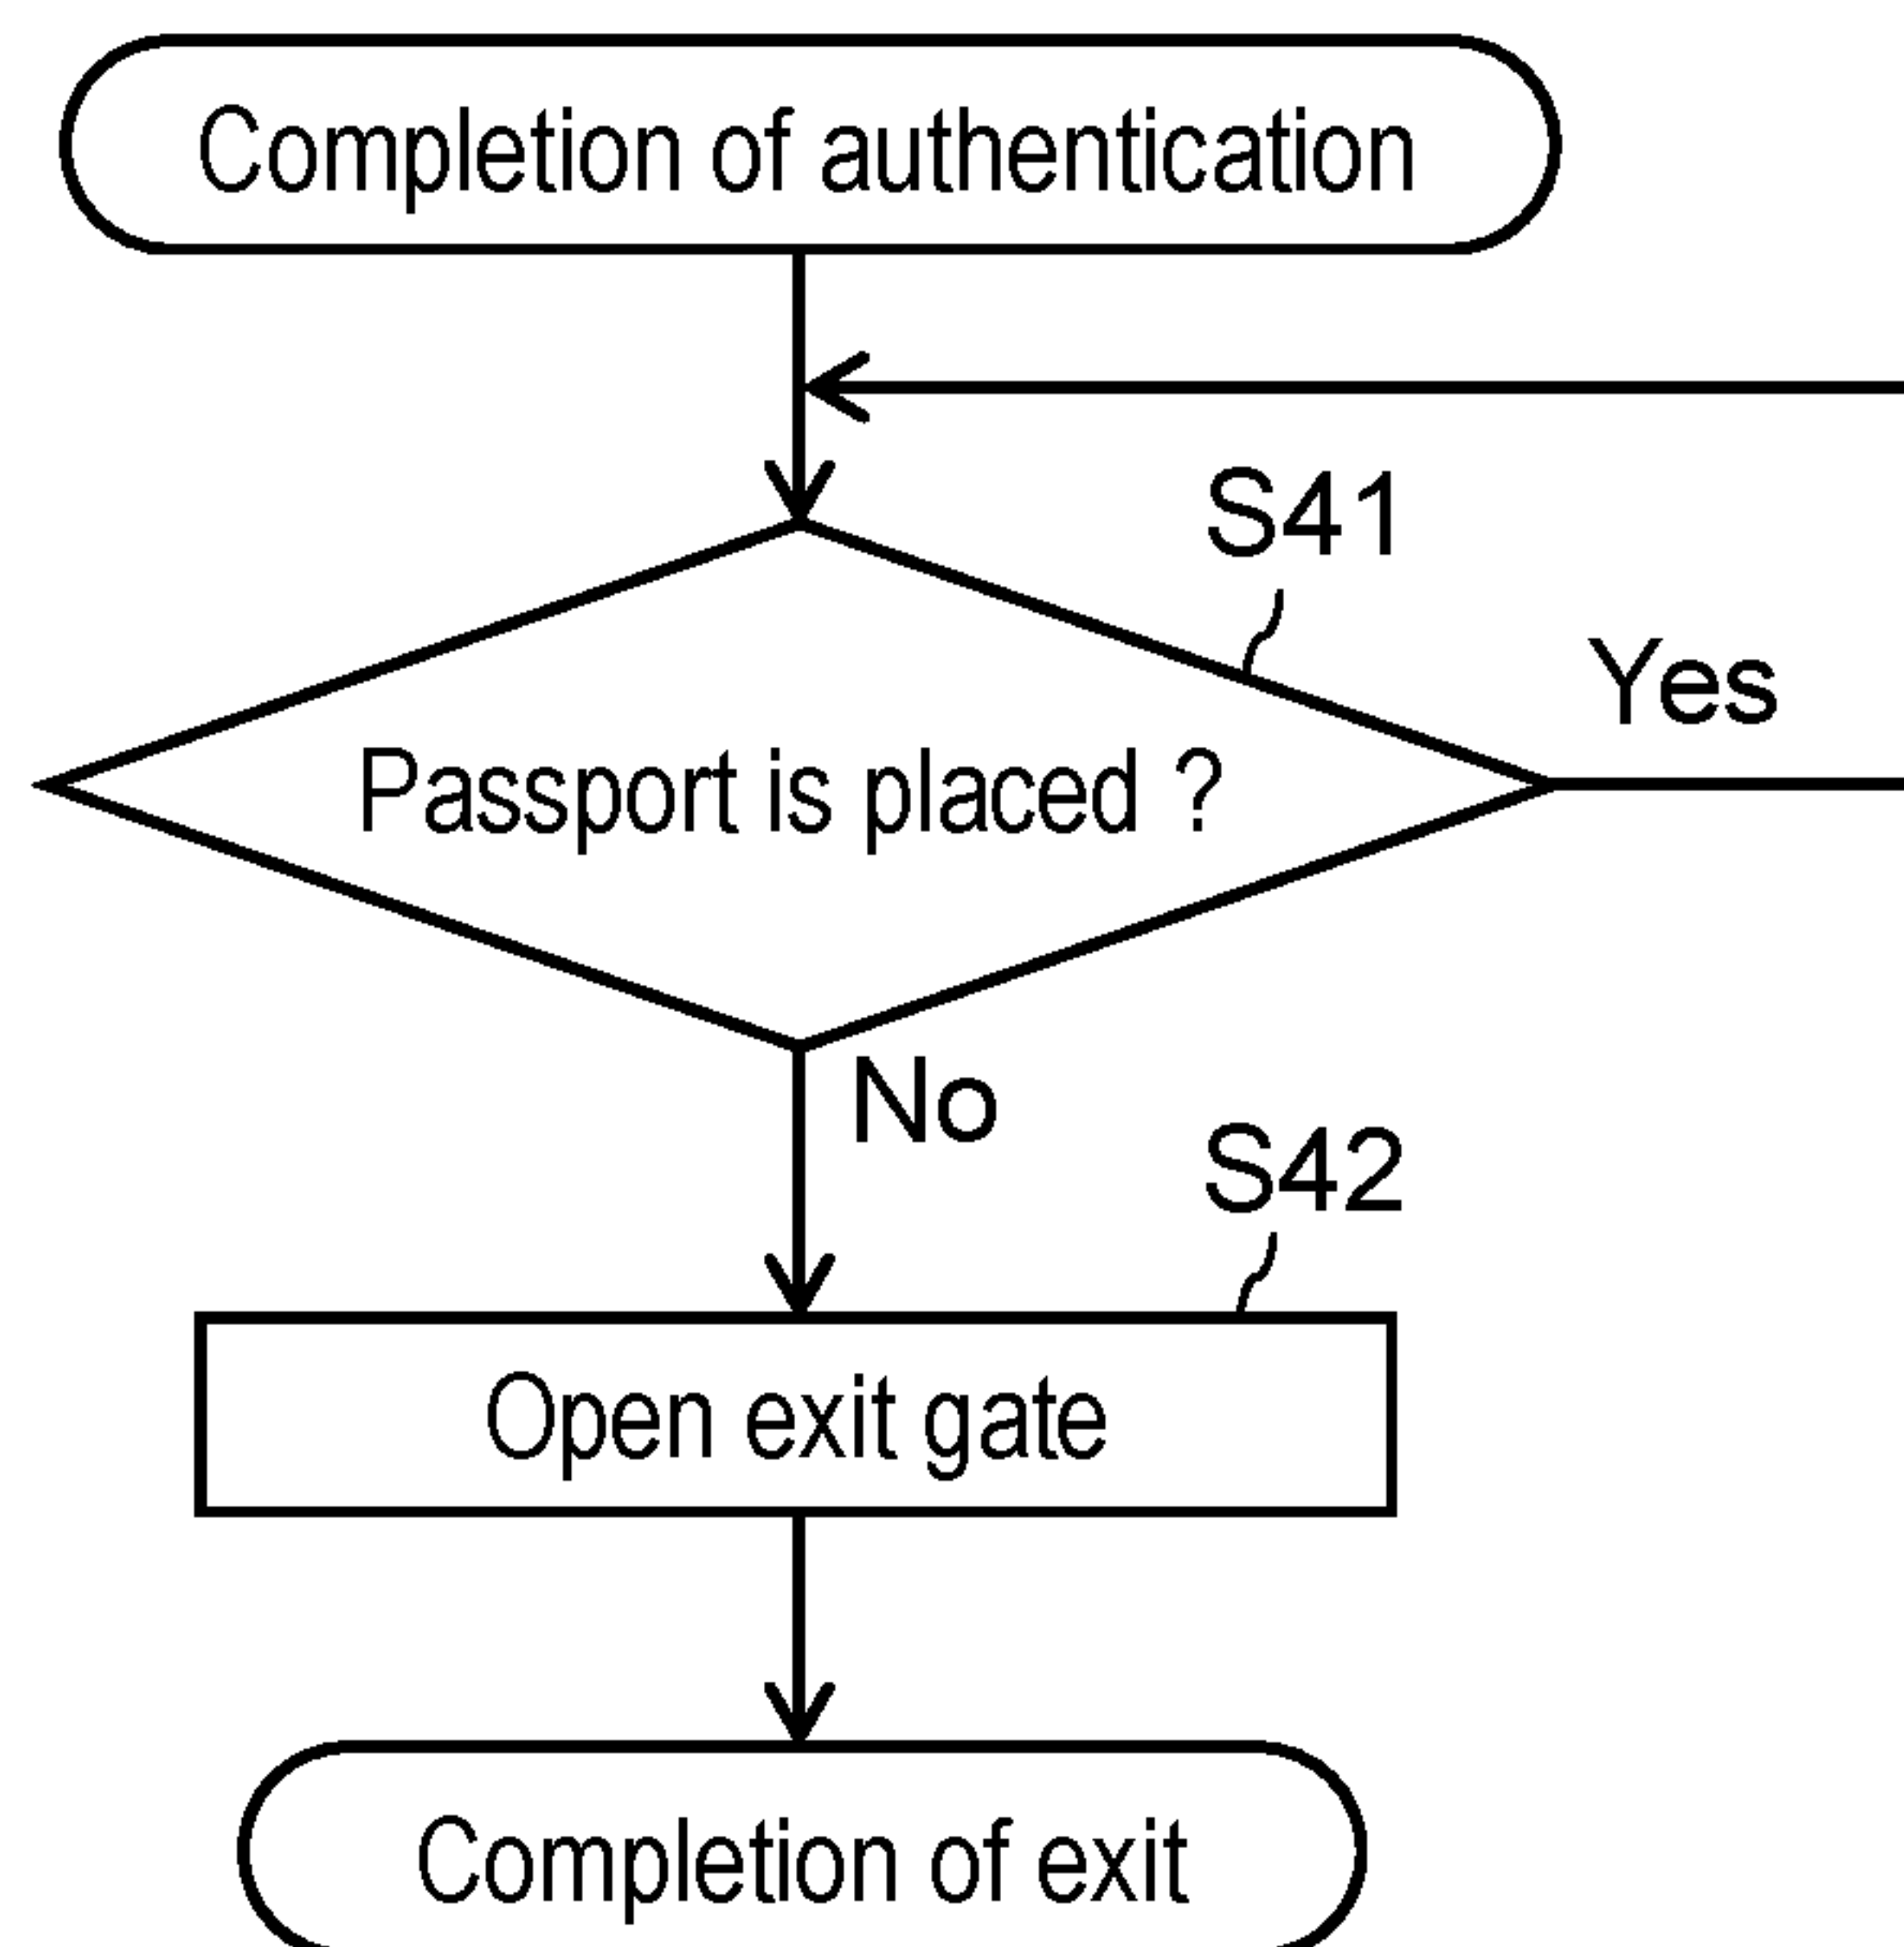 Completion of authentication
S41
Yes
Passport is placed ?
No
S42
Open exit gate
Completion of exit